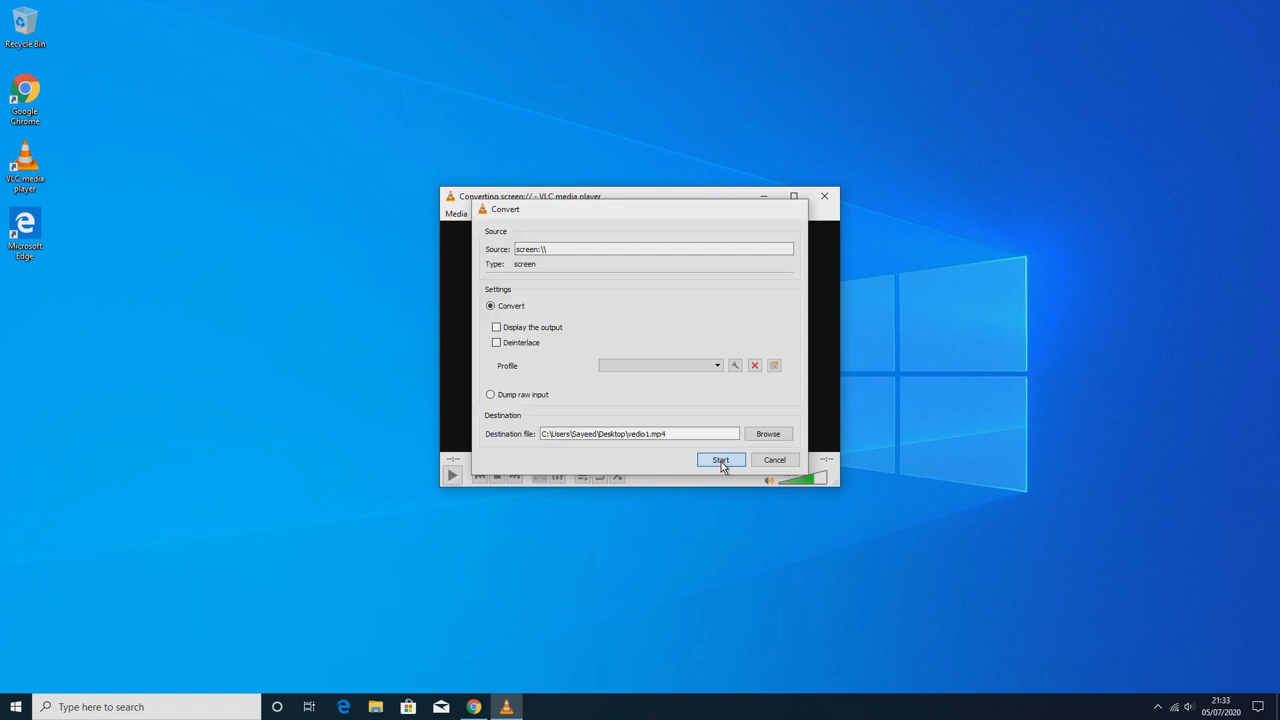 Recycle Bin
Google
Chrome
VLC media
player
Microsoft
Edge
Converting screen:// - VLC media player
Media
Convert
Source
Source: screen:\\
Type: screen
Settings
Convert
Display the output
Deinterlace
Profile
Dump raw input
Destination
Destination file: C:\Users\Sayeed\Desktop\vedio1.mp4 Browse
Start Cancel
--:-- --:--
Type here to search
21:33
05/07/2020